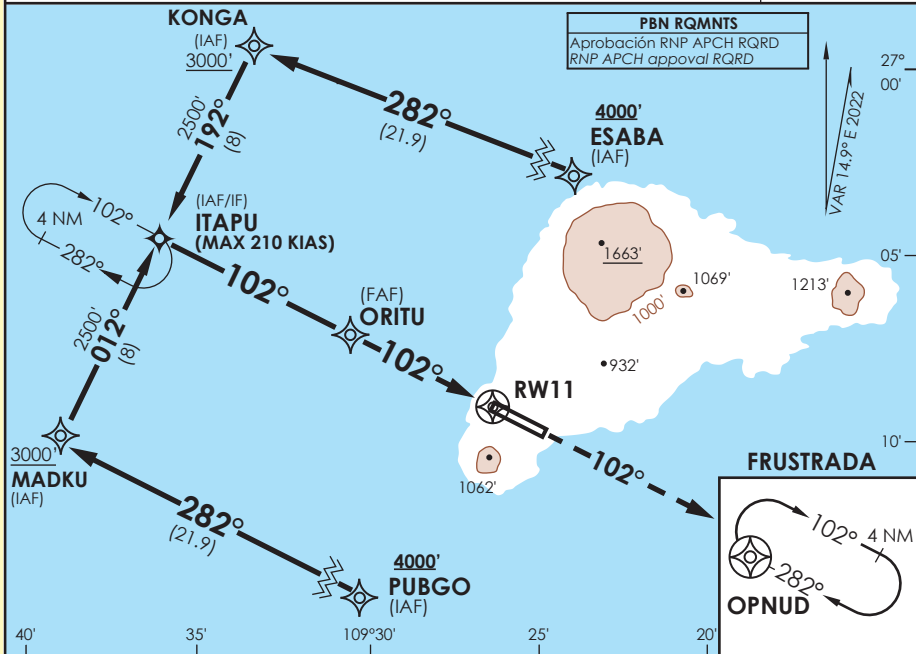 KONGA
(IAF)
3000'
PBN RQMNTS
Aprobación RNP APCH RQRD
RNP APCH appoval RQRD
27°
00'
VAR 14.9° E 2022
282°
(21.9)
4000'
ESABA
(IAF)
2500'
192°
(8)
(IAF/IF)
ITAPU
(MAX 210 KIAS)
102°
4 NM
282°
102°
(FAF)
ORITU
102°
1663'
1069'
1000'
1213'
05'
932'
2500'
012°
(8)
RW11
3000'
MADKU
(IAF)
1062'
102°
10'
282°
(21.9)
4000'
PUBGO
(IAF)
FRUSTRADA
102°
4 NM
282°
OPNUD
40'
35'
109°30'
25'
20'